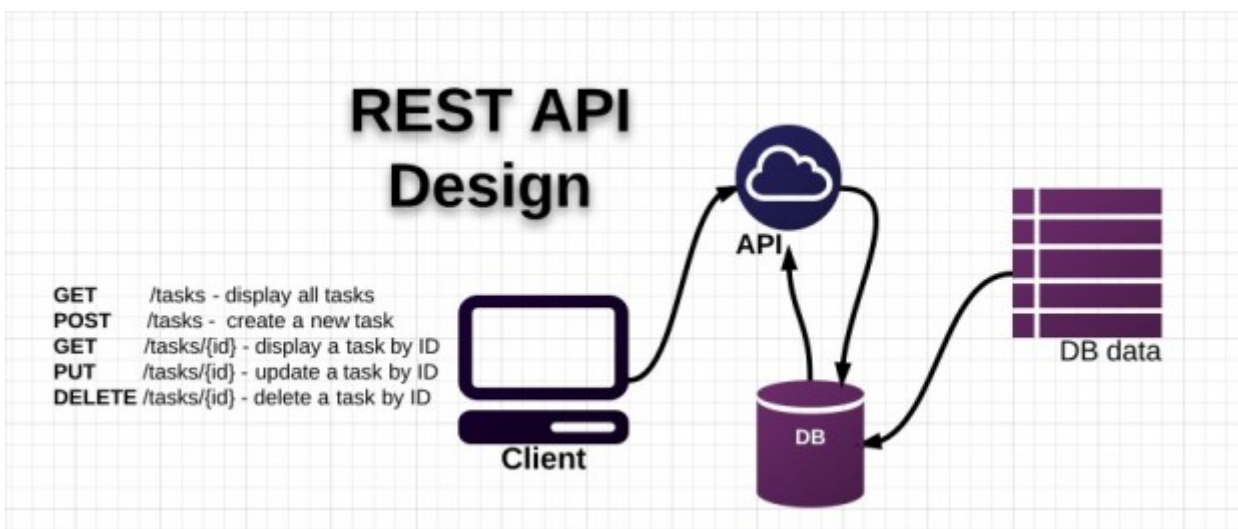 REST API
Design
API
GET /tasks - display all tasks
POST /tasks - create a new task
GET /tasks/{id} - display a task by ID
PUT /tasks/{id} - update a task by ID
DELETE /tasks/{id} - delete a task by ID
Client
DB
DB data